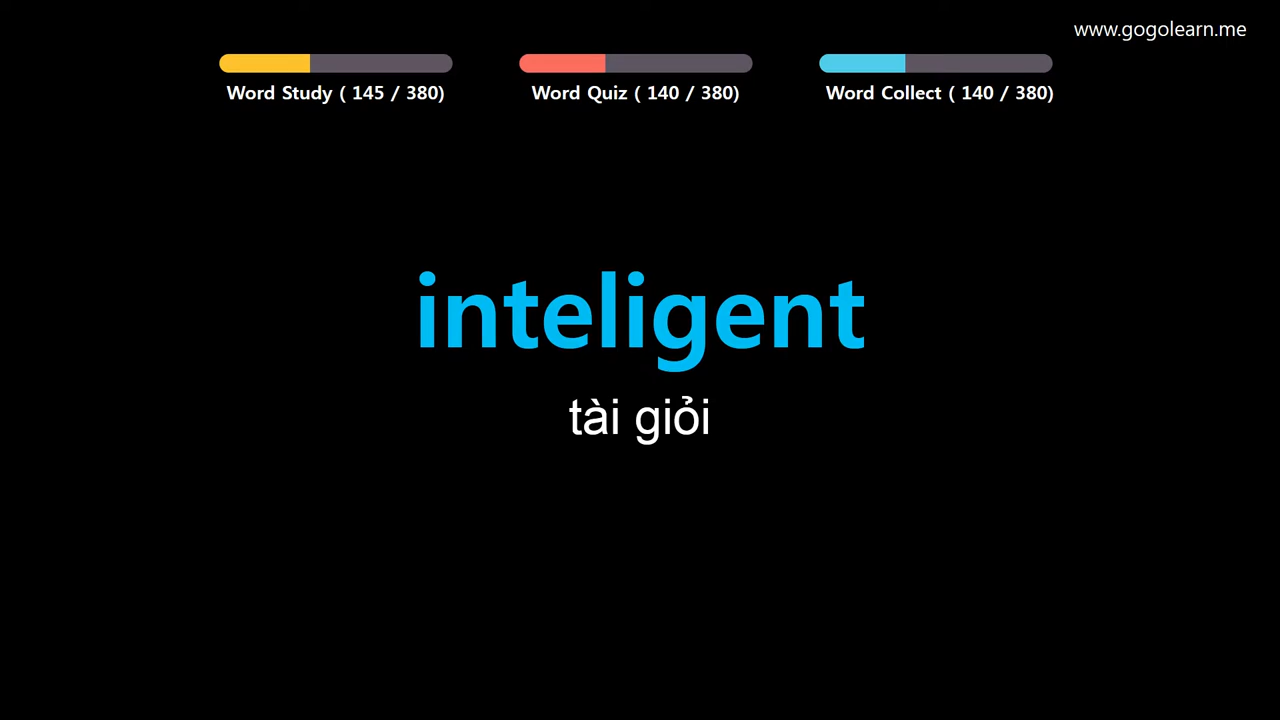 www.gogolearn.me
Word Study ( 145 / 380)
Word Quiz ( 140 / 380)
Word Collect ( 140 / 380)
inteligent
tài giỏi